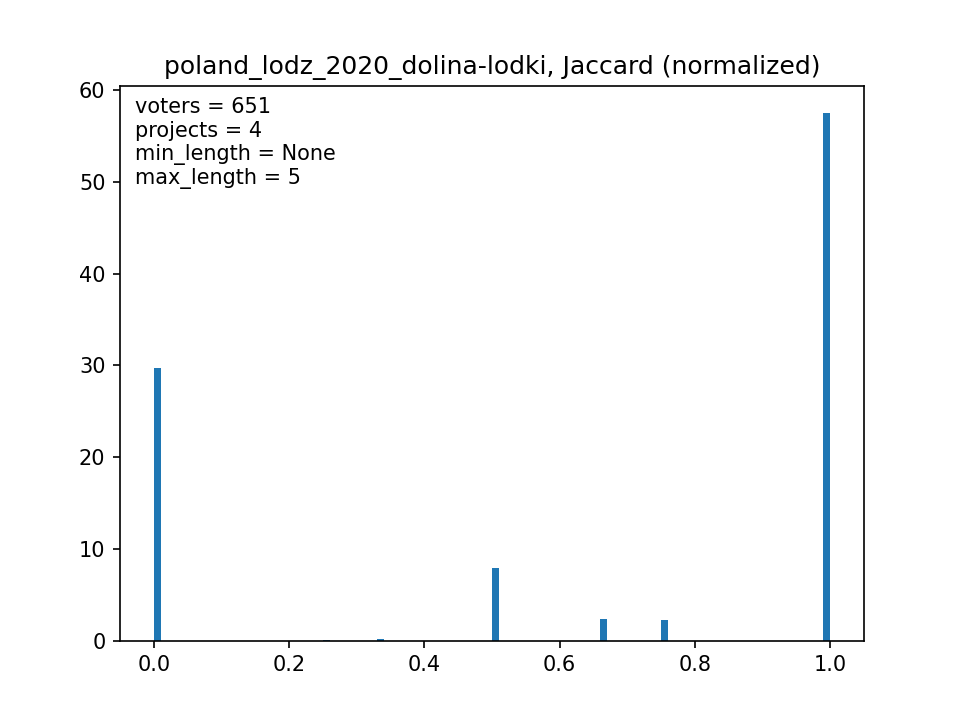 poland_lodz_2020_dolina-lodki, Jaccard (normalized)
voters = 651
projects = 4
min_length = None
max_length = 5
60
50
40
30
20
10
0
0.0 0.2 0.4 0.6 0.8 1.0